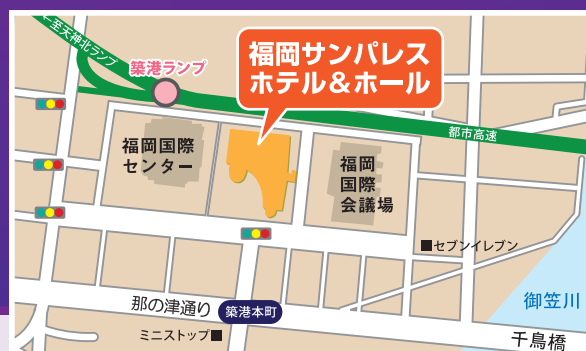 ←至天神北ランプ
築港ランプ
福岡サンパレス
ホテル&ホール
都市高速
福岡国際
センター
福岡
国際
会議場
■セブンイレブン
御笠川
那の津通り
築港本町
ミニストップ■
千鳥橋